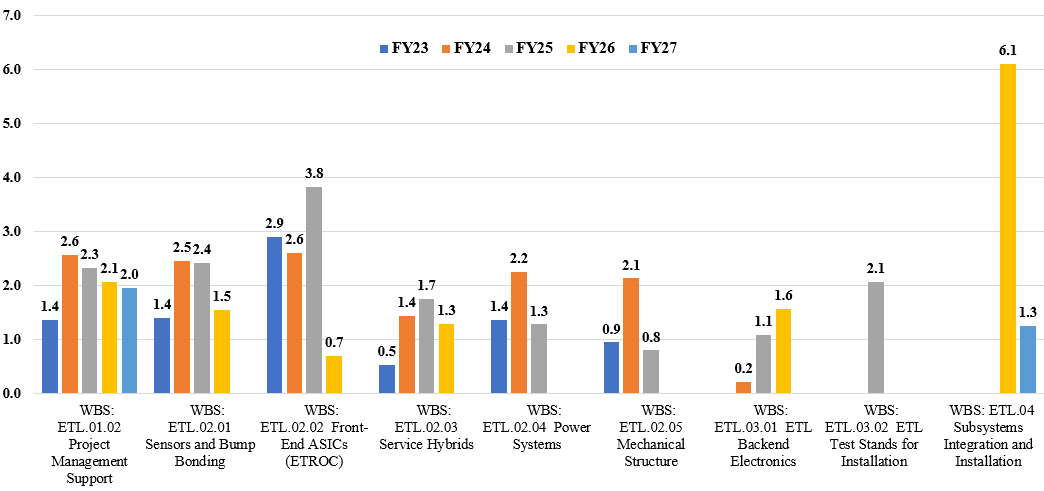 7.0
FY23 FY24 FY25 FY26 FY27
6.1
6.0
5.0
4.0
3.8
3.0
2.9
2.6
2.6
2.5
2.4
2.3
2.1
2.0
2.2
2.1
2.1
2.0
1.4
1.4
1.5
1.4
1.7
1.3
1.4
1.3
1.6
1.3
1.0
0.7
0.5
0.9
0.8
1.1
0.2
0.0
WBS:
ETL.01.02
Project
Management
Support
WBS:
ETL.02.01
Sensors and Bump
Bonding
WBS:
ETL.02.02 Front-
End ASICs
(ETROC)
WBS:
ETL.02.03
Service Hybrids
WBS:
ETL.02.04 Power
Systems
WBS:
ETL.02.05
Mechanical
Structure
WBS:
ETL.03.01 ETL
Backend
Electronics
WBS:
ETL.03.02 ETL
Test Stands for
Installation
WBS: ETL.04
Subsystems
Integration and
Installation